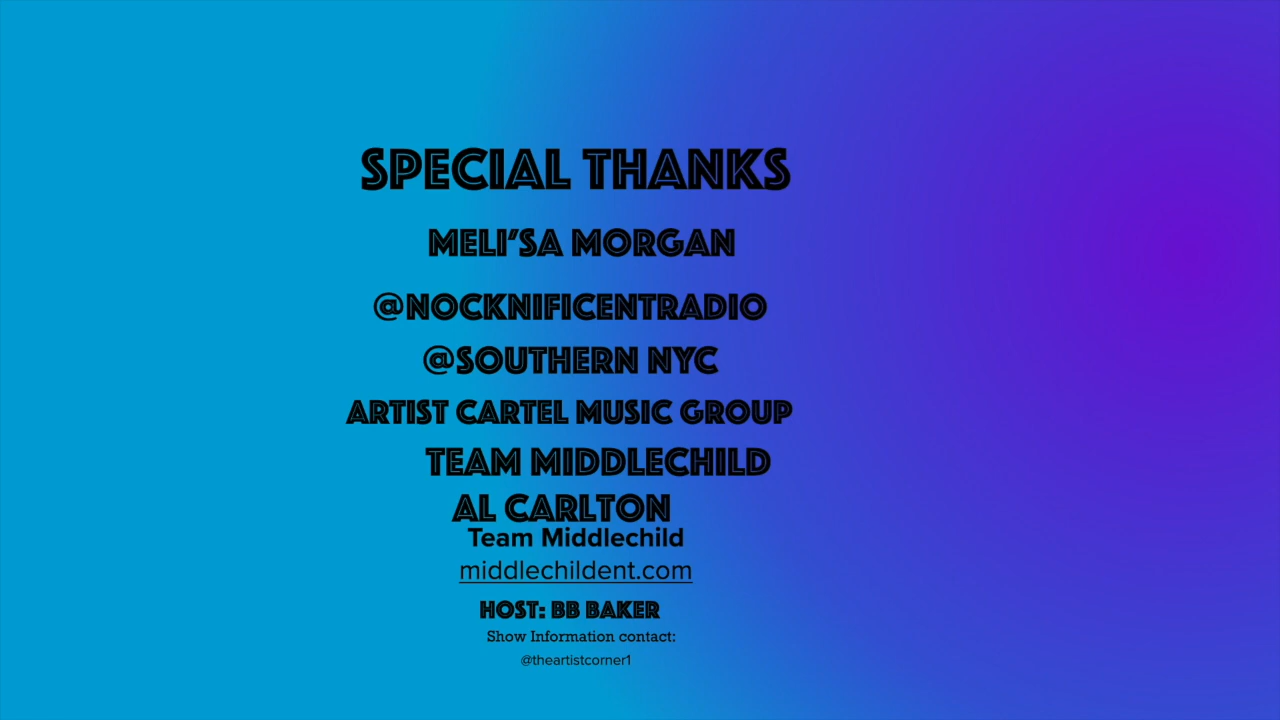 SPECIAL THANKS
MELI'SA MORGAN
@NOCKNIFICENTRADIO
@SOUTHERN NYC
ARTIST CARTEL MUSIC GROUP
TEAM MIDDLECHILD
AL CARLTON
Team Middlechild
middlechildent.com
HOST: BB BAKER
Show Information contact:
@theartistcorner1